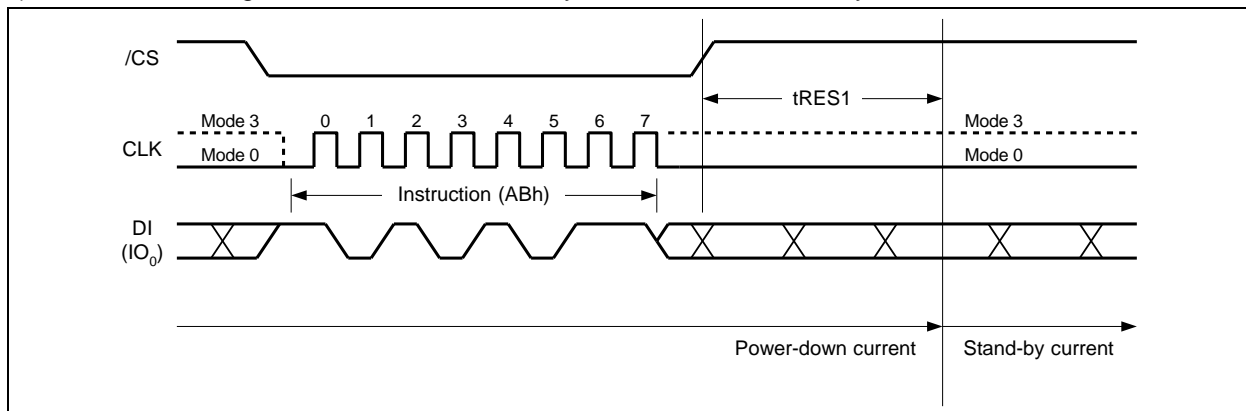 /CS
tRES1
Mode 3 0 1 2 3 4 5 6 7 Mode 3
CLK
Mode 0 Mode 0
Instruction (ABh)
DI
(IO₀)
Power-down current Stand-by current